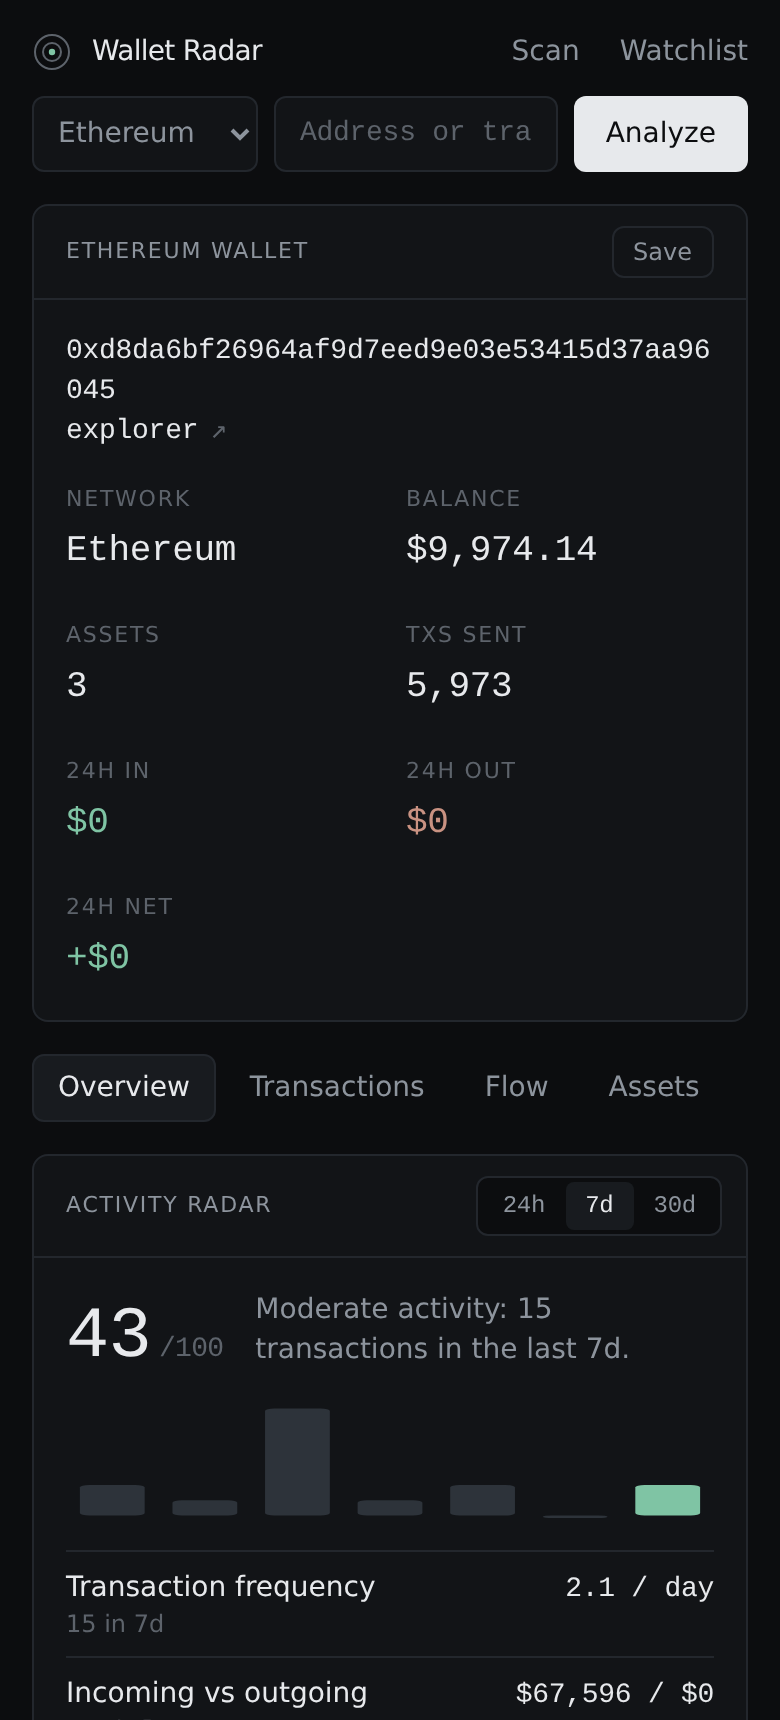 Wallet Radar
Scan
Watchlist
Ethereum
Address or tra
Analyze
ETHEREUM WALLET
Save
0xd8da6bf26964af9d7eed9e03e53415d37aa96
045
explorer ↗
NETWORK
BALANCE
Ethereum
$9,974.14
ASSETS
TXS SENT
3
5,973
24H IN
24H OUT
$0
$0
24H NET
+$0
Overview
Transactions
Flow
Assets
ACTIVITY RADAR
24h
7d
30d
43 /100
Moderate activity: 15
transactions in the last 7d.
Transaction frequency
2.1 / day
15 in 7d
Incoming vs outgoing
$67,596 / $0